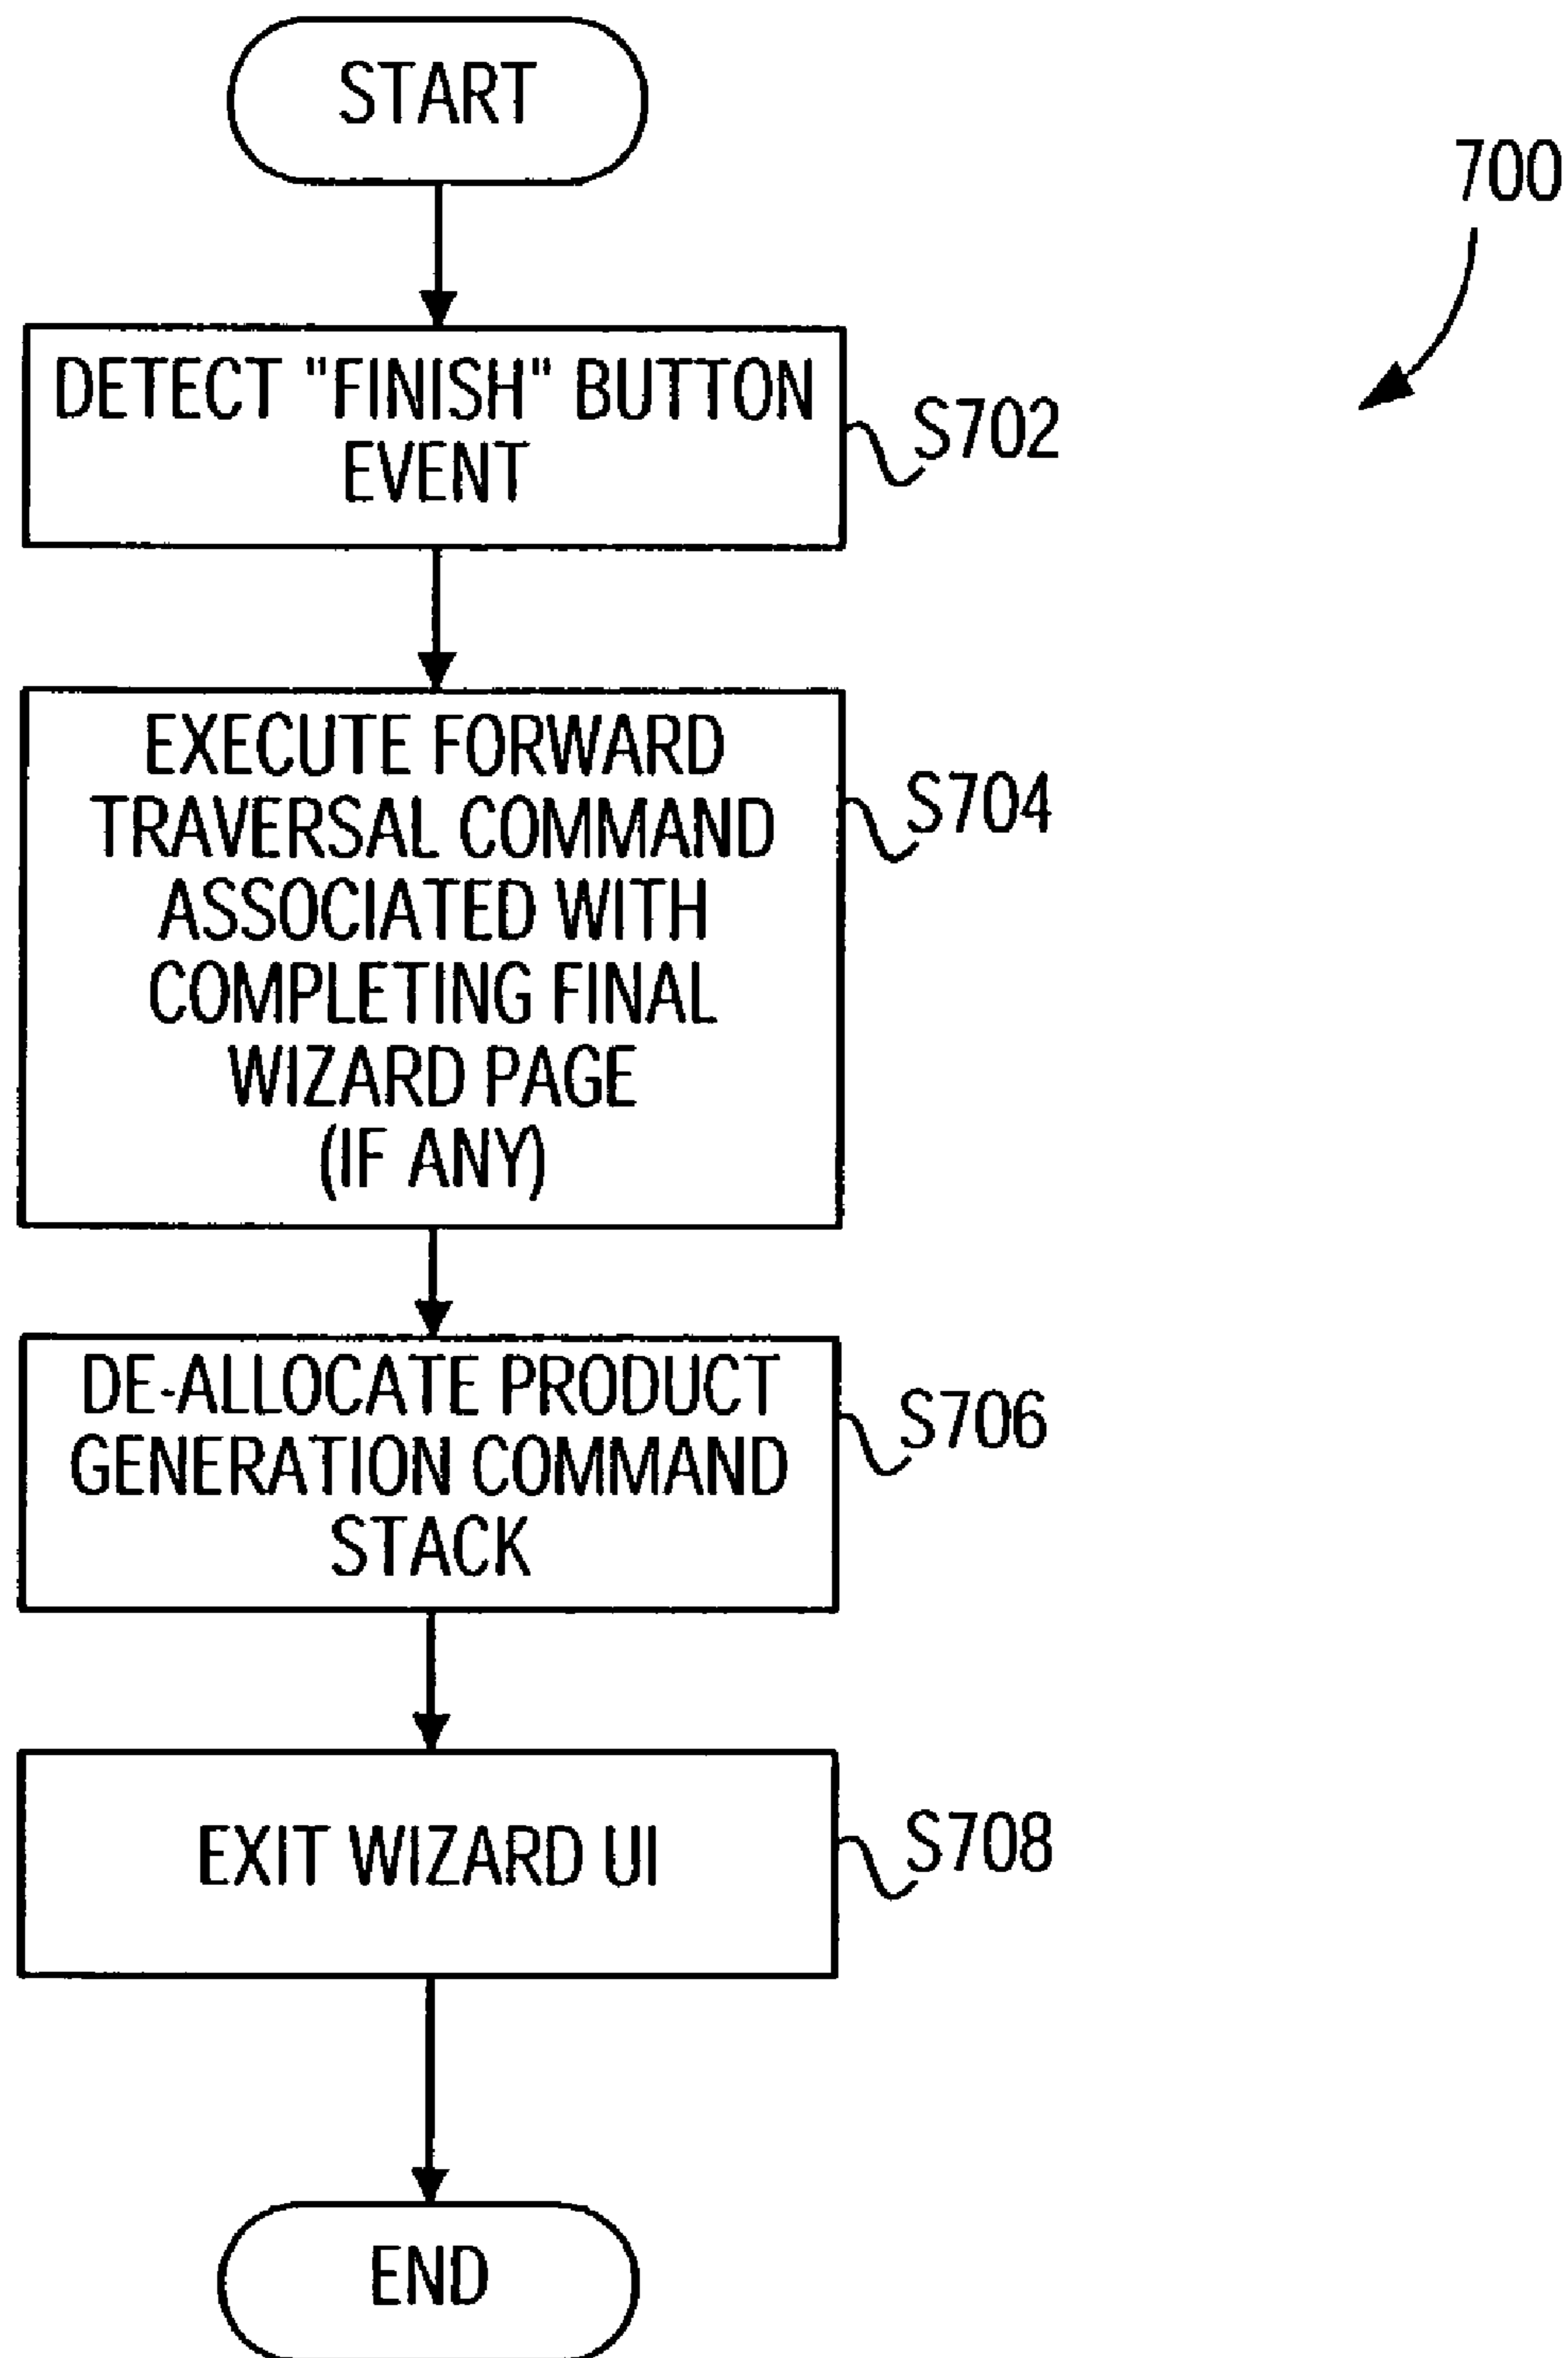 START
700
DETECT "FINISH" BUTTON
EVENT
S702
EXECUTE FORWARD
TRAVERSAL COMMAND
ASSOCIATED WITH
COMPLETING FINAL
WIZARD PAGE
(IF ANY)
S704
DE-ALLOCATE PRODUCT
GENERATION COMMAND
STACK
S706
EXIT WIZARD UI
S708
END